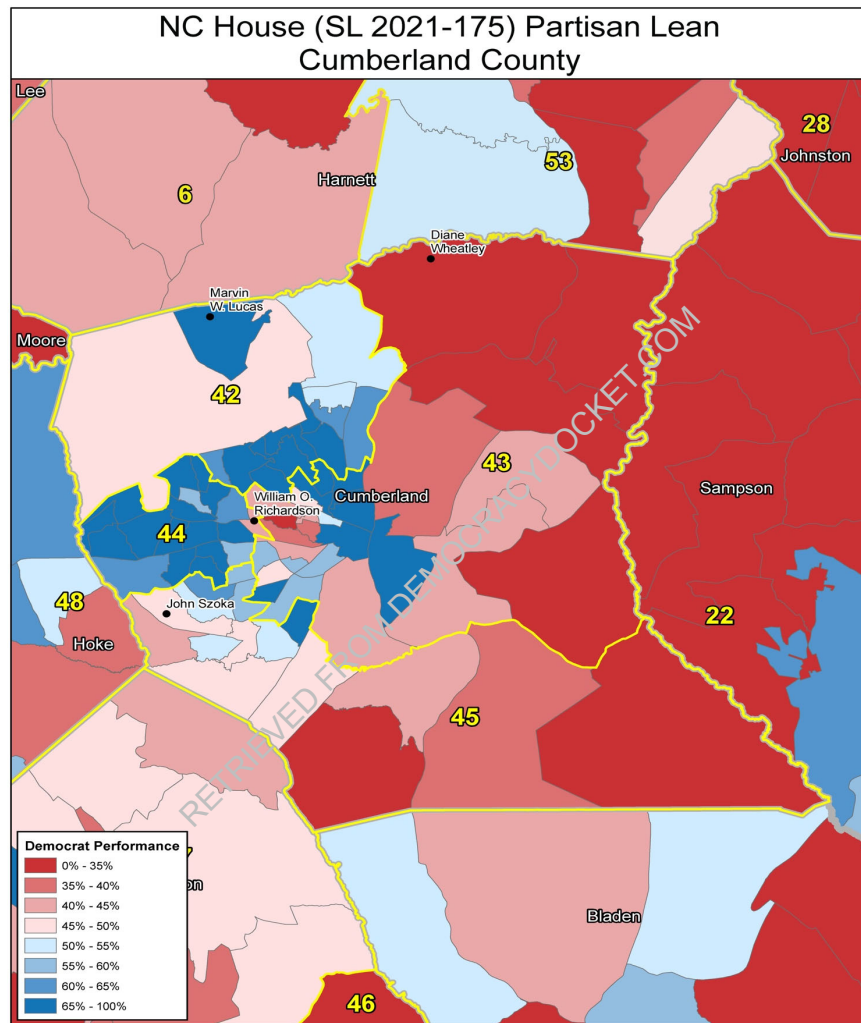 NC House (SL 2021-175) Partisan Lean
Cumberland County
Lee
28
Johnston
53
6
Harnett
Diane
Wheatley
Marvin
W. Lucas
Moore
42
43
William O.
Richardson
Cumberland
Sampson
44
48
John Szoka
Hoke
22
45
RETRIEVED FROM DEMOCRACYDOCKET.COM
Democrat Performance
0% - 35%
35% - 40%
40% - 45%
45% - 50%
50% - 55%
55% - 60%
60% - 65%
65% - 100%
on
Bladen
46